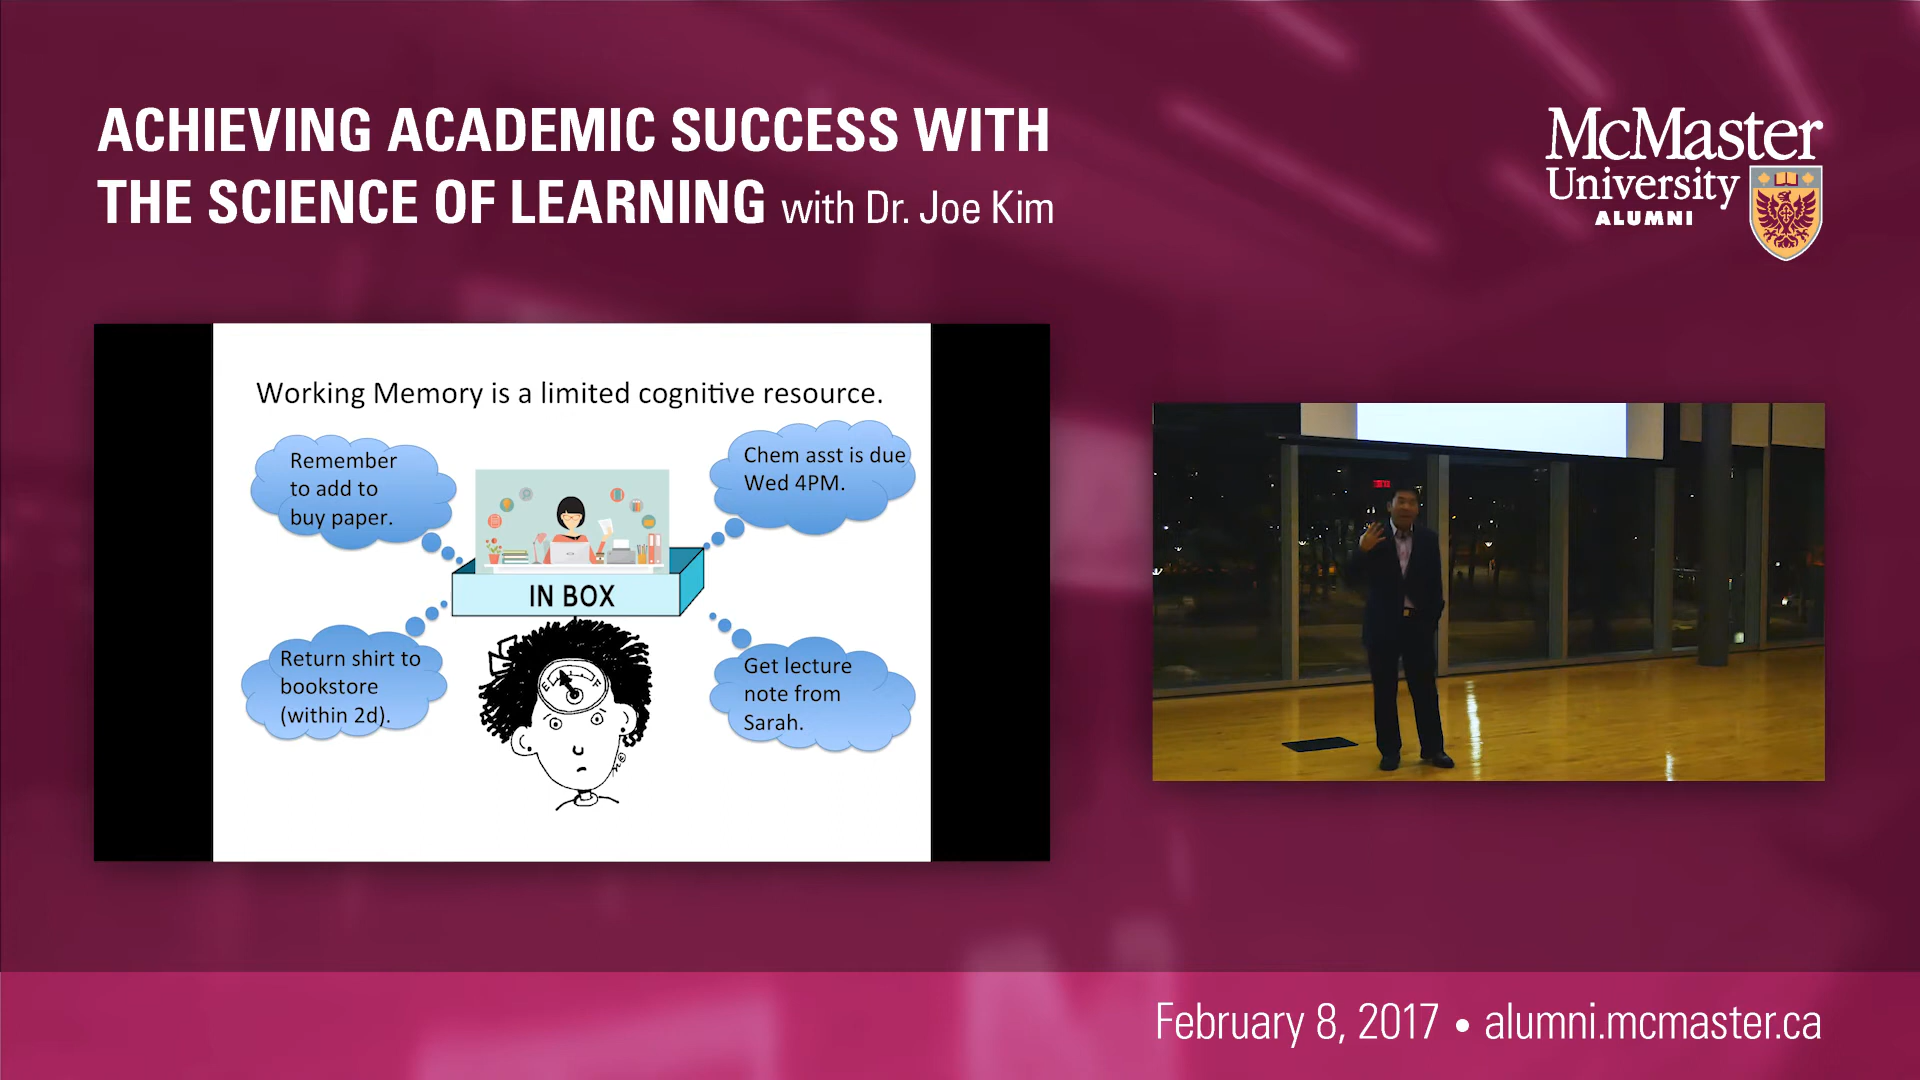 ACHIEVING ACADEMIC SUCCESS WITH
THE SCIENCE OF LEARNING with Dr. Joe Kim
McMaster
University
ALUMNI
Working Memory is a limited cognitive resource.
Remember
to add to
buy paper.
Chem asst is due
Wed 4PM.
IN BOX
E F
Return shirt to
bookstore
(within 2d).
Get lecture
note from
Sarah.
February 8, 2017 • alumni.mcmaster.ca